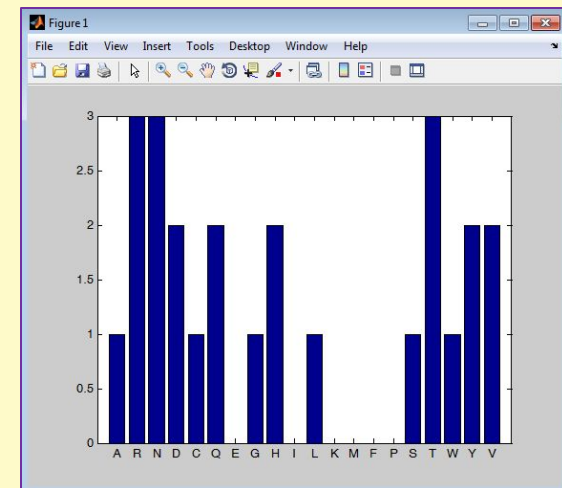 Figure 1
File Edit View Insert Tools Desktop Window Help
3
2.5
2
1.5
1
0.5
0
A R N D C Q E G H I L K M F P S T W Y V